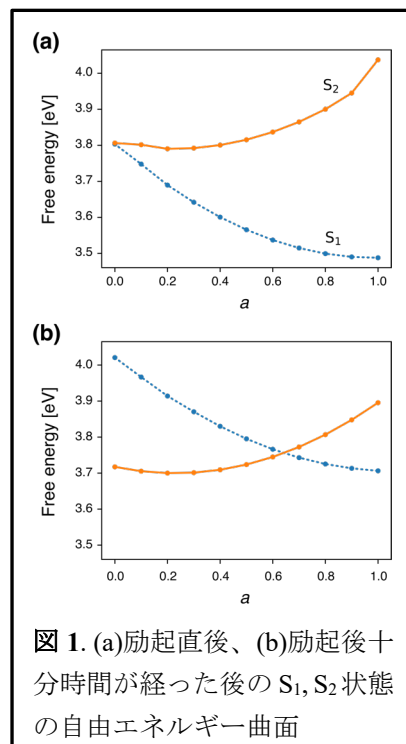 (a)
4.0
3.9
3.8
3.7
3.6
3.5
Free energy [eV]
S₂
S₁
0.0 0.2 0.4 0.6 0.8 1.0
a
(b)
4.0
3.9
3.8
3.7
3.6
3.5
Free energy [eV]
0.0 0.2 0.4 0.6 0.8 1.0
a
図 1. (a)励起直後、(b)励起後十
分時間が経った後の S₁, S₂ 状態
の自由エネルギー曲面